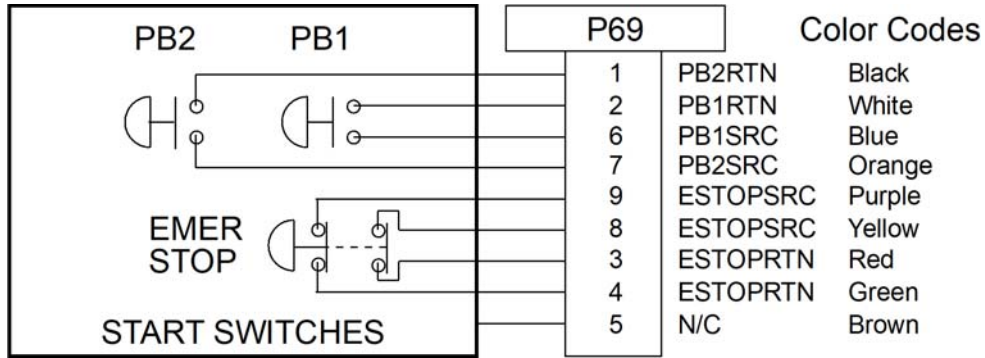 PB2 PB1 P69 Color Codes
1 PB2RTN Black
2 PB1RTN White
6 PB1SRC Blue
7 PB2SRC Orange
9 ESTOPSRC Purple
EMER 8 ESTOPSRC Yellow
STOP 3 ESTOPRTN Red
4 ESTOPRTN Green
START SWITCHES 5 N/C Brown